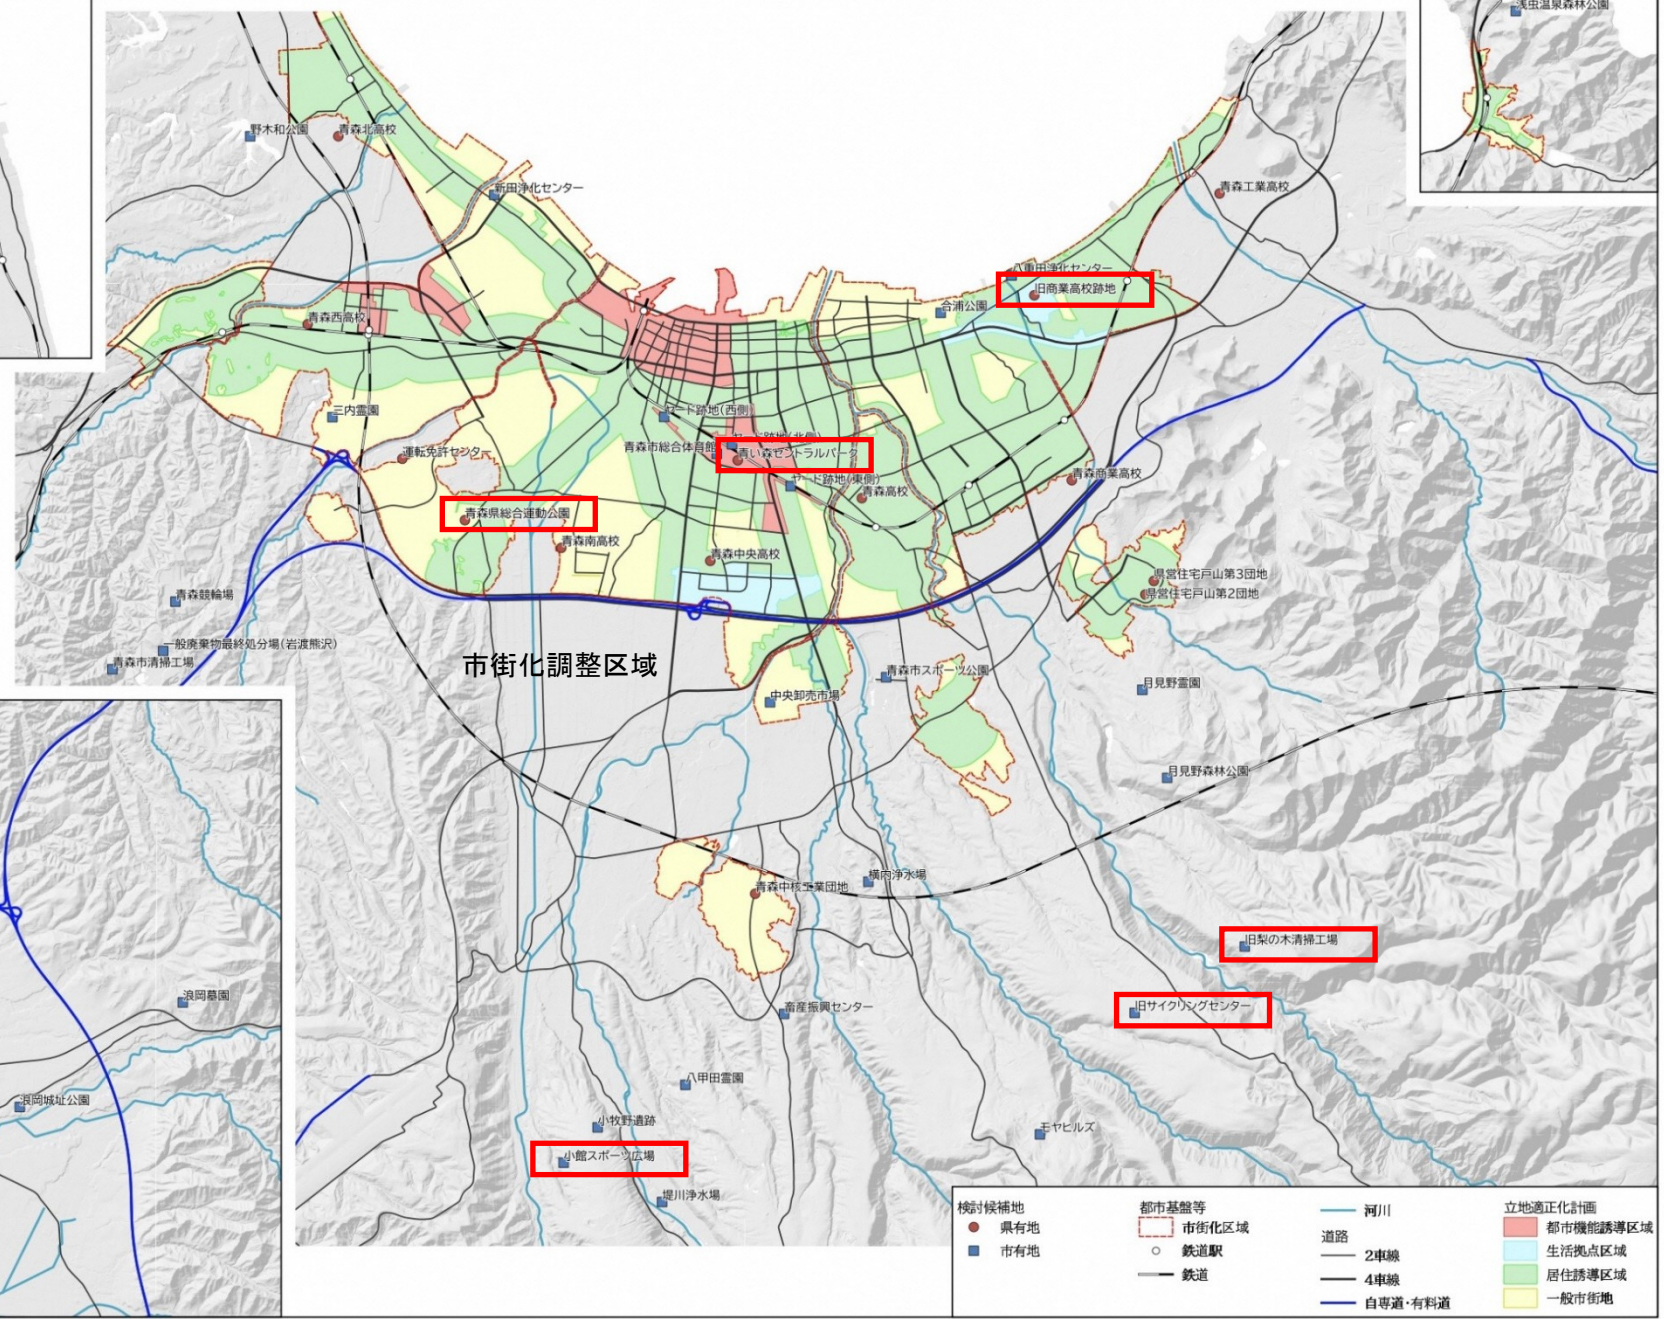 浅虫温泉森林公園
野木和公園
青森北高校
新田浄化センター
青森工業高校
八重田浄化センター
旧商業高校跡地
合浦公園
青森西高校
三内霊園
ヤード跡地(西側)
ヤード跡地(北側)
青森市総合体育館
青い森セントラルパーク
運転免許センター
ヤード跡地(東側)
青森高校
青森商業高校
青森県総合運動公園
青森南高校
青森中央高校
県営住宅戸山第3団地
県営住宅戸山第2団地
青森競輪場
一般廃棄物最終処分場(岩渡熊沢)
青森市清掃工場
市街化調整区域
青森市スポーツ公園
月見野霊園
中央卸売市場
月見野森林公園
横内浄水場
青森中核工業団地
旧梨の木清掃工場
浪岡墓園
畜産振興センター
旧サイクリングセンター
八甲田霊園
浪岡城址公園
小牧野遺跡
モヤヒルズ
小館スポーツ広場
堤川浄水場
検討候補地
県有地
市有地
都市基盤等
市街化区域
鉄道駅
鉄道
河川
道路
2車線
4車線
自専道・有料道
立地適正化計画
都市機能誘導区域
生活拠点区域
居住誘導区域
一般市街地